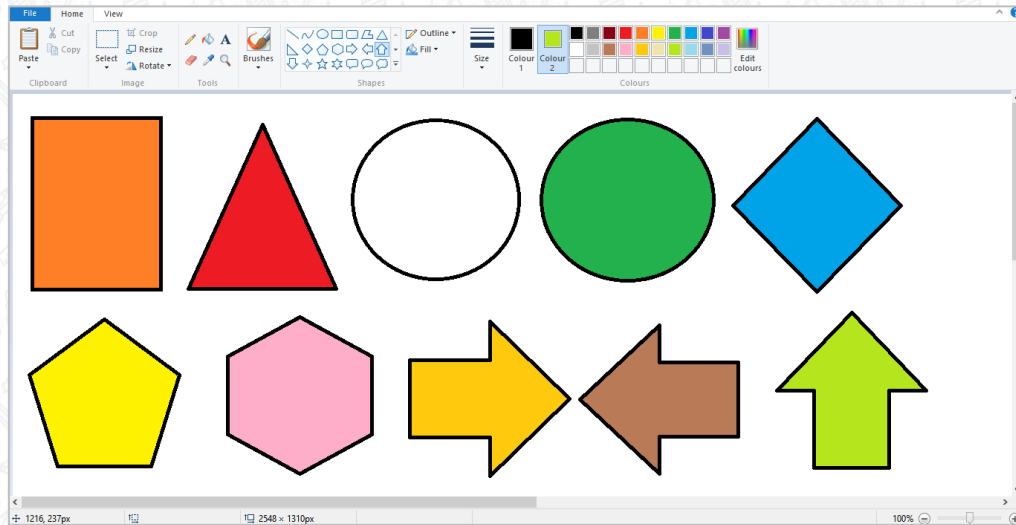 File Home View
Cut
Copy
Paste
Clipboard
Crop
Resize
Rotate
Select
Image
A
Tools
Brushes
Outline
Fill
Shapes
Size
Colour 1
Colour 2
Edit colours
Colours
1216, 237px
2548 × 1310px
100%